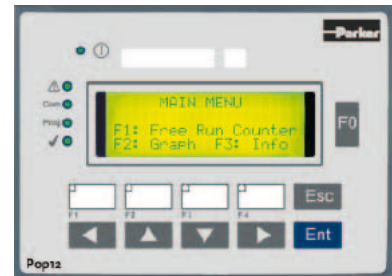 Parker
Com
Prog
MAIN MENU
F1: Free Run Counter
F2: Graph F3: Info
F0
Esc
F1 F2 F3 F4
Ent
Pop12